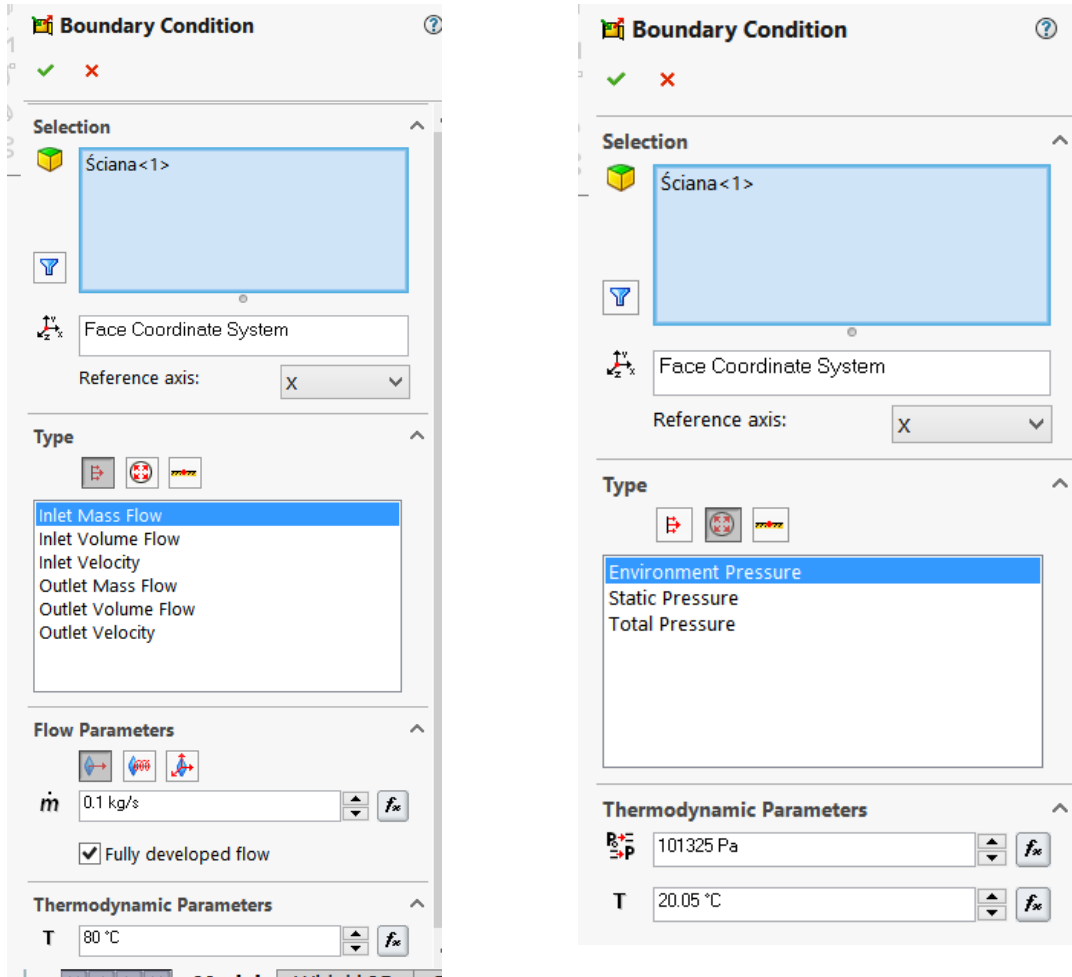 Boundary Condition
Selection
Ściana<1>
Face Coordinate System
Reference axis:
X
Type
Inlet Mass Flow
Inlet Volume Flow
Inlet Velocity
Outlet Mass Flow
Outlet Volume Flow
Outlet Velocity
Flow Parameters
ṁ 0.1 kg/s
Fully developed flow
Thermodynamic Parameters
T 80 °C
Boundary Condition
Selection
Ściana<1>
Face Coordinate System
Reference axis:
X
Type
Environment Pressure
Static Pressure
Total Pressure
Thermodynamic Parameters
101325 Pa
T 20.05 °C